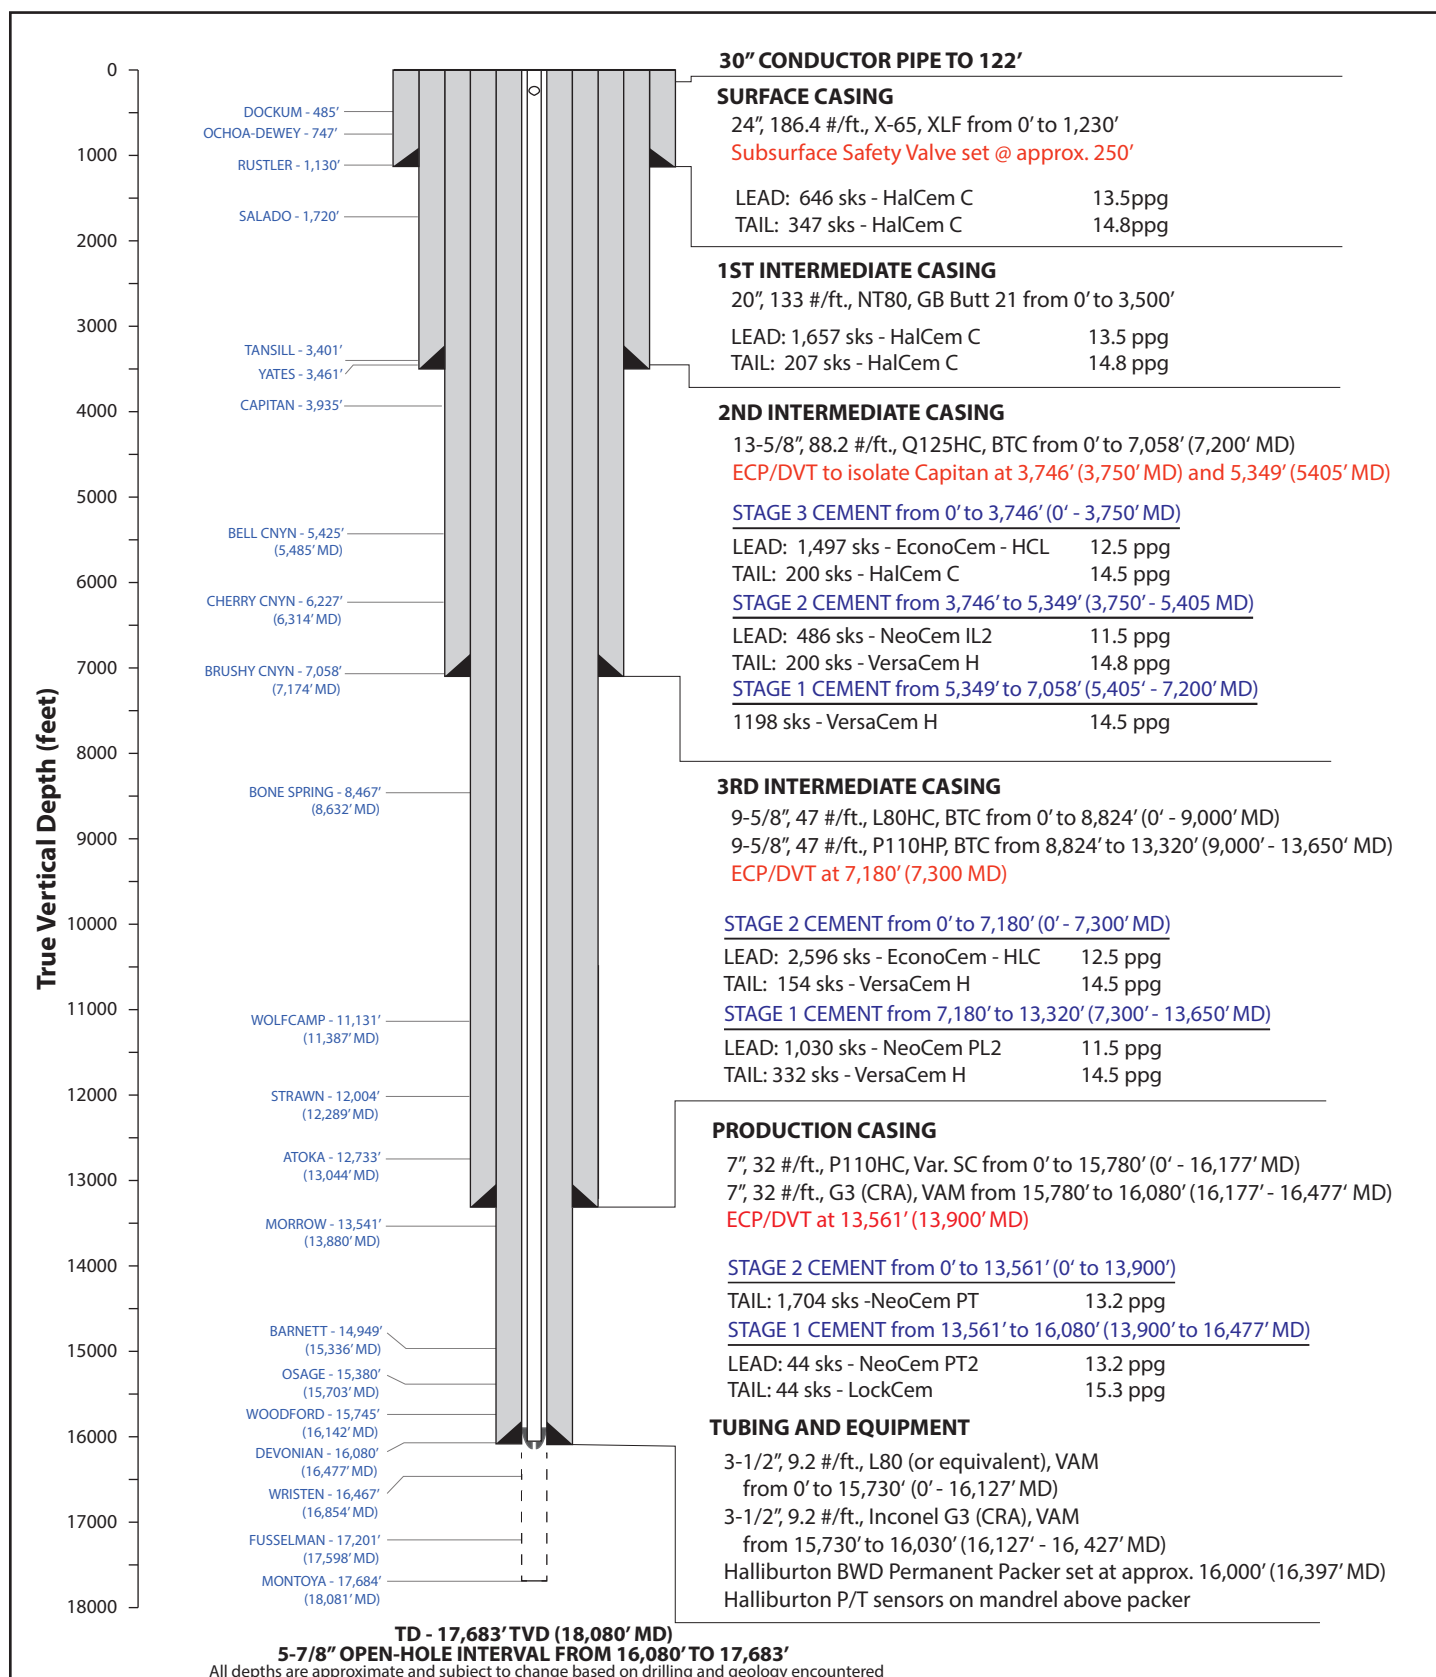 True Vertical Depth (feet)
0
1000
2000
3000
4000
5000
6000
7000
8000
9000
10000
11000
12000
13000
14000
15000
16000
17000
18000
DOCKUM - 485'
OCHOA-DEWEY - 747'
RUSTLER - 1,130'
SALADO - 1,720'
TANSILL - 3,401'
YATES - 3,461'
CAPITAN - 3,935'
BELL CNYN - 5,425'
(5,485' MD)
CHERRY CNYN - 6,227'
(6,314' MD)
BRUSHY CNYN - 7,058'
(7,174' MD)
BONE SPRING - 8,467'
(8,632' MD)
WOLFCAMP - 11,131'
(11,387' MD)
STRAWN - 12,004'
(12,289' MD)
ATOKA - 12,733'
(13,044' MD)
MORROW - 13,541'
(13,880' MD)
BARNETT - 14,949'
(15,336' MD)
OSAGE - 15,380'
(15,703' MD)
WOODFORD - 15,745'
(16,142' MD)
DEVONIAN - 16,080'
(16,477' MD)
WRISTEN - 16,467'
(16,854' MD)
FUSSELMAN - 17,201'
(17,598' MD)
MONTOYA - 17,684'
(18,081' MD)
30" CONDUCTOR PIPE TO 122'
SURFACE CASING
24", 186.4 #/ft., X-65, XLF from 0' to 1,230'
Subsurface Safety Valve set @ approx. 250'
LEAD: 646 sks - HalCem C 13.5ppg
TAIL: 347 sks - HalCem C 14.8ppg
1ST INTERMEDIATE CASING
20", 133 #/ft., NT80, GB Butt 21 from 0' to 3,500'
LEAD: 1,657 sks - HalCem C 13.5 ppg
TAIL: 207 sks - HalCem C 14.8 ppg
2ND INTERMEDIATE CASING
13-5/8", 88.2 #/ft., Q125HC, BTC from 0' to 7,058' (7,200' MD)
ECP/DVT to isolate Capitan at 3,746' (3,750' MD) and 5,349' (5405' MD)
STAGE 3 CEMENT from 0' to 3,746' (0' - 3,750' MD)
LEAD: 1,497 sks - EconoCem - HCL 12.5 ppg
TAIL: 200 sks - HalCem C 14.5 ppg
STAGE 2 CEMENT from 3,746' to 5,349' (3,750' - 5,405 MD)
LEAD: 486 sks - NeoCem IL2 11.5 ppg
TAIL: 200 sks - VersaCem H 14.8 ppg
STAGE 1 CEMENT from 5,349' to 7,058' (5,405' - 7,200' MD)
1198 sks - VersaCem H 14.5 ppg
3RD INTERMEDIATE CASING
9-5/8", 47 #/ft., L80HC, BTC from 0' to 8,824' (0' - 9,000' MD)
9-5/8", 47 #/ft., P110HP, BTC from 8,824' to 13,320' (9,000' - 13,650' MD)
ECP/DVT at 7,180' (7,300 MD)
STAGE 2 CEMENT from 0' to 7,180' (0' - 7,300' MD)
LEAD: 2,596 sks - EconoCem - HLC 12.5 ppg
TAIL: 154 sks - VersaCem H 14.5 ppg
STAGE 1 CEMENT from 7,180' to 13,320' (7,300' - 13,650' MD)
LEAD: 1,030 sks - NeoCem PL2 11.5 ppg
TAIL: 332 sks - VersaCem H 14.5 ppg
PRODUCTION CASING
7", 32 #/ft., P110HC, Var. SC from 0' to 15,780' (0' - 16,177' MD)
7", 32 #/ft., G3 (CRA), VAM from 15,780' to 16,080' (16,177' - 16,477' MD)
ECP/DVT at 13,561' (13,900' MD)
STAGE 2 CEMENT from 0' to 13,561' (0' to 13,900')
TAIL: 1,704 sks -NeoCem PT 13.2 ppg
STAGE 1 CEMENT from 13,561' to 16,080' (13,900' to 16,477' MD)
LEAD: 44 sks - NeoCem PT2 13.2 ppg
TAIL: 44 sks - LockCem 15.3 ppg
TUBING AND EQUIPMENT
3-1/2", 9.2 #/ft., L80 (or equivalent), VAM
from 0' to 15,730' (0' - 16,127' MD)
3-1/2", 9.2 #/ft., Inconel G3 (CRA), VAM
from 15,730' to 16,030' (16,127' - 16, 427' MD)
Halliburton BWD Permanent Packer set at approx. 16,000' (16,397' MD)
Halliburton P/T sensors on mandrel above packer
TD - 17,683' TVD (18,080' MD)
5-7/8" OPEN-HOLE INTERVAL FROM 16,080' TO 17,683'
All depths are approximate and subject to change based on drilling and geology encountered